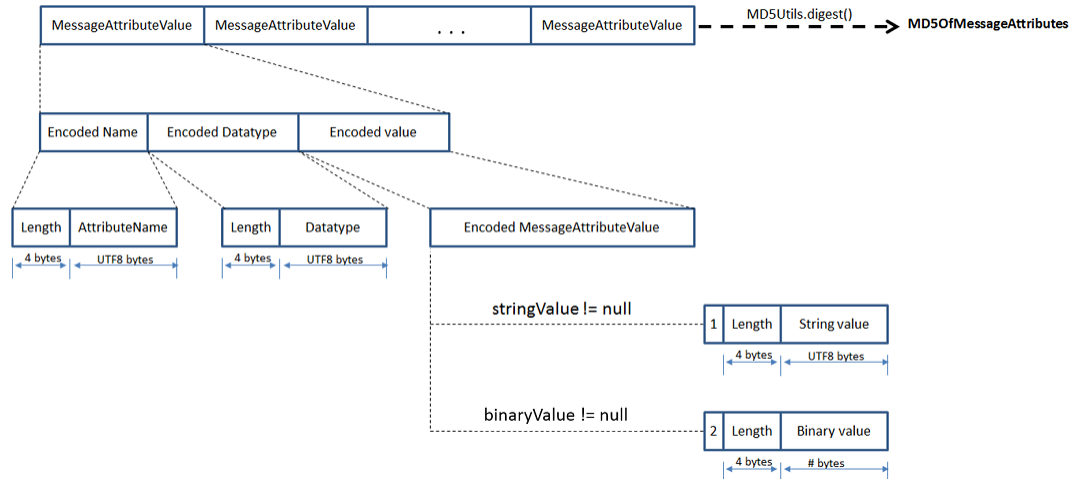 MessageAttributeValue MessageAttributeValue . . . MessageAttributeValue MD5Utils.digest() MD5OfMessageAttributes
Encoded Name Encoded Datatype Encoded value
Length AttributeName Length Datatype Encoded MessageAttributeValue
4 bytes UTF8 bytes 4 bytes UTF8 bytes
stringValue != null 1 Length String value
4 bytes UTF8 bytes
binaryValue != null 2 Length Binary value
4 bytes # bytes